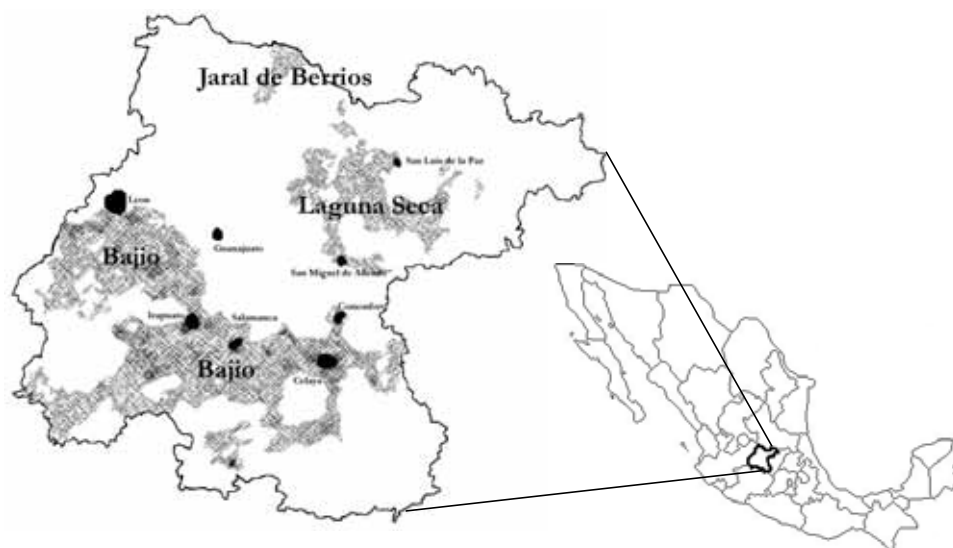 Jaral de Berrios
San Luis de la Paz
Leon
Laguna Seca
Guanajuato
Bajio
San Miguel de Allende
Comonfort
Irapuato
Salamanca
Bajio
Celaya